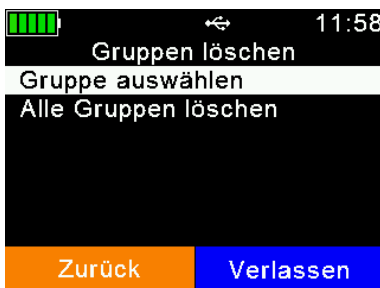 11:58
Gruppen löschen
Gruppe auswählen
Alle Gruppen löschen
Zurück Verlassen